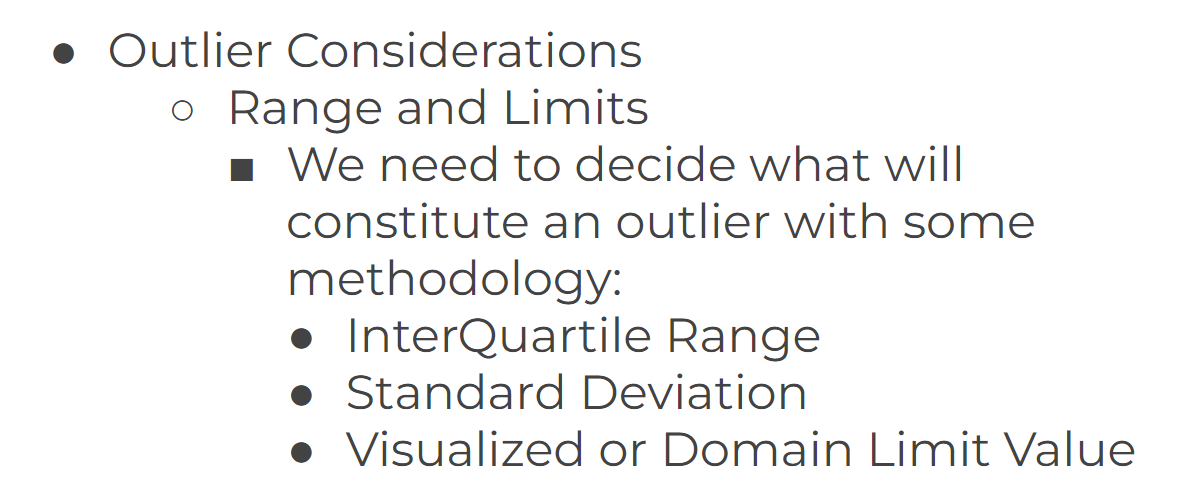 ● Outlier Considerations
○ Range and Limits
■ We need to decide what will
constitute an outlier with some
methodology:
● InterQuartile Range
● Standard Deviation
● Visualized or Domain Limit Value